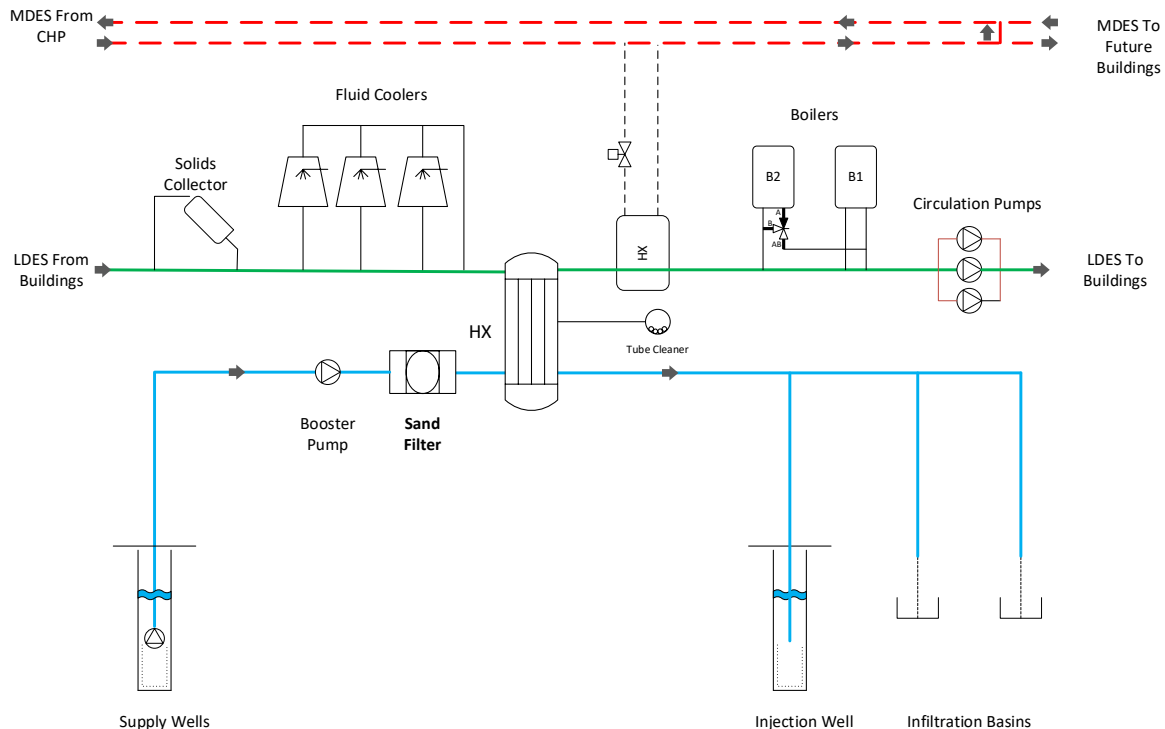 MDES From
CHP
MDES To
Future
Buildings
Fluid Coolers
Boilers
Solids
Collector
B2
B1
A
B
AB
Circulation Pumps
HX
LDES From
Buildings
LDES To
Buildings
HX
Tube Cleaner
Booster
Pump
Sand
Filter
Supply Wells
Injection Well
Infiltration Basins